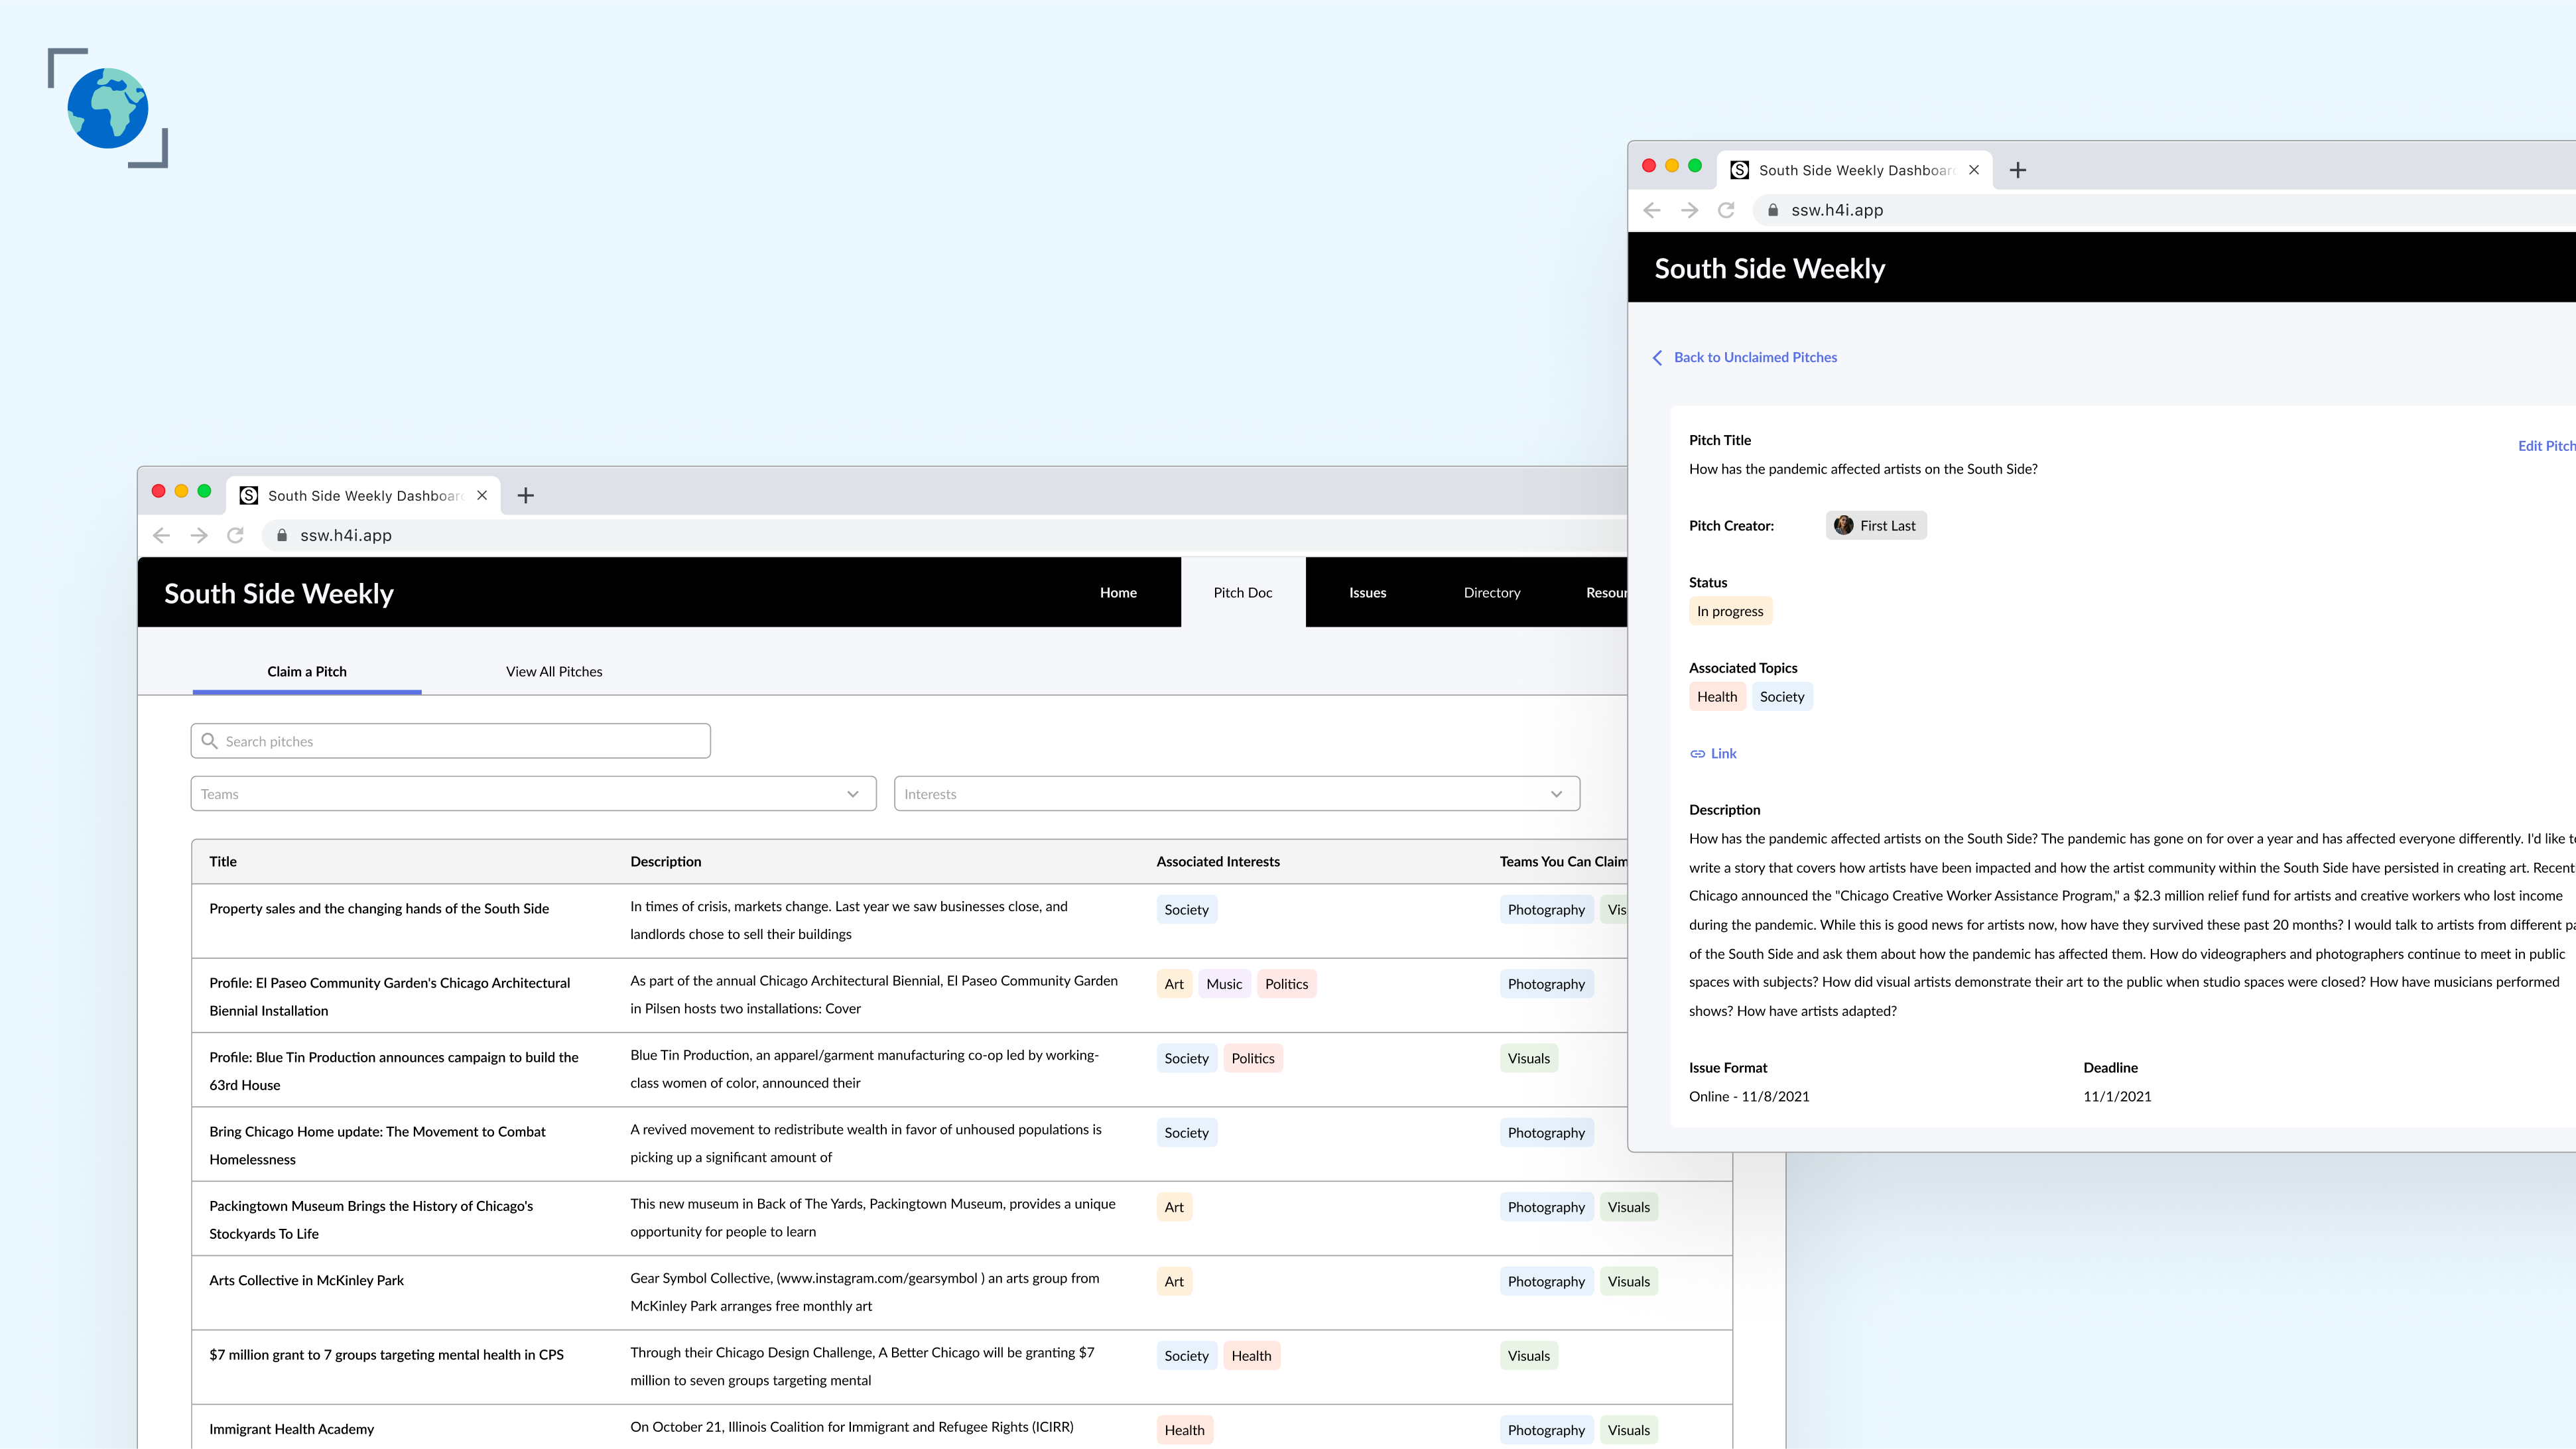 South Side Weekly Dashboar
ssw.h4i.app
South Side Weekly
Home
Pitch Doc
Issues
Directory
Resour
Claim a Pitch
View All Pitches
Search pitches
Teams
Interests
Title
Description
Associated Interests
Teams You Can Claim
Property sales and the changing hands of the South Side
In times of crisis, markets change. Last year we saw businesses close, and
landlords chose to sell their buildings
Society
Photography
Vis
Profile: El Paseo Community Garden's Chicago Architectural
Biennial Installation
As part of the annual Chicago Architectural Biennial, El Paseo Community Garden
in Pilsen hosts two installations: Cover
Art
Music
Politics
Photography
Profile: Blue Tin Production announces campaign to build the
63rd House
Blue Tin Production, an apparel/garment manufacturing co-op led by working-
class women of color, announced their
Society
Politics
Visuals
Bring Chicago Home update: The Movement to Combat
Homelessness
A revived movement to redistribute wealth in favor of unhoused populations is
picking up a significant amount of
Society
Photography
Packingtown Museum Brings the History of Chicago's
Stockyards To Life
This new museum in Back of The Yards, Packingtown Museum, provides a unique
opportunity for people to learn
Art
Photography
Visuals
Arts Collective in McKinley Park
Gear Symbol Collective, (www.instagram.com/gearsymbol ) an arts group from
McKinley Park arranges free monthly art
Art
Photography
Visuals
$7 million grant to 7 groups targeting mental health in CPS
Through their Chicago Design Challenge, A Better Chicago will be granting $7
million to seven groups targeting mental
Society
Health
Visuals
Immigrant Health Academy
On October 21, Illinois Coalition for Immigrant and Refugee Rights (ICIRR)
Health
Photography
Visuals
South Side Weekly Dashboar
ssw.h4i.app
South Side Weekly
Back to Unclaimed Pitches
Pitch Title
Edit Pitch
How has the pandemic affected artists on the South Side?
Pitch Creator:
First Last
Status
In progress
Associated Topics
Health
Society
Link
Description
How has the pandemic affected artists on the South Side? The pandemic has gone on for over a year and has affected everyone differently. I'd like t
write a story that covers how artists have been impacted and how the artist community within the South Side have persisted in creating art. Recent
Chicago announced the "Chicago Creative Worker Assistance Program," a $2.3 million relief fund for artists and creative workers who lost income
during the pandemic. While this is good news for artists now, how have they survived these past 20 months? I would talk to artists from different pa
of the South Side and ask them about how the pandemic has affected them. How do videographers and photographers continue to meet in public
spaces with subjects? How did visual artists demonstrate their art to the public when studio spaces were closed? How have musicians performed
shows? How have artists adapted?
Issue Format
Deadline
Online - 11/8/2021
11/1/2021